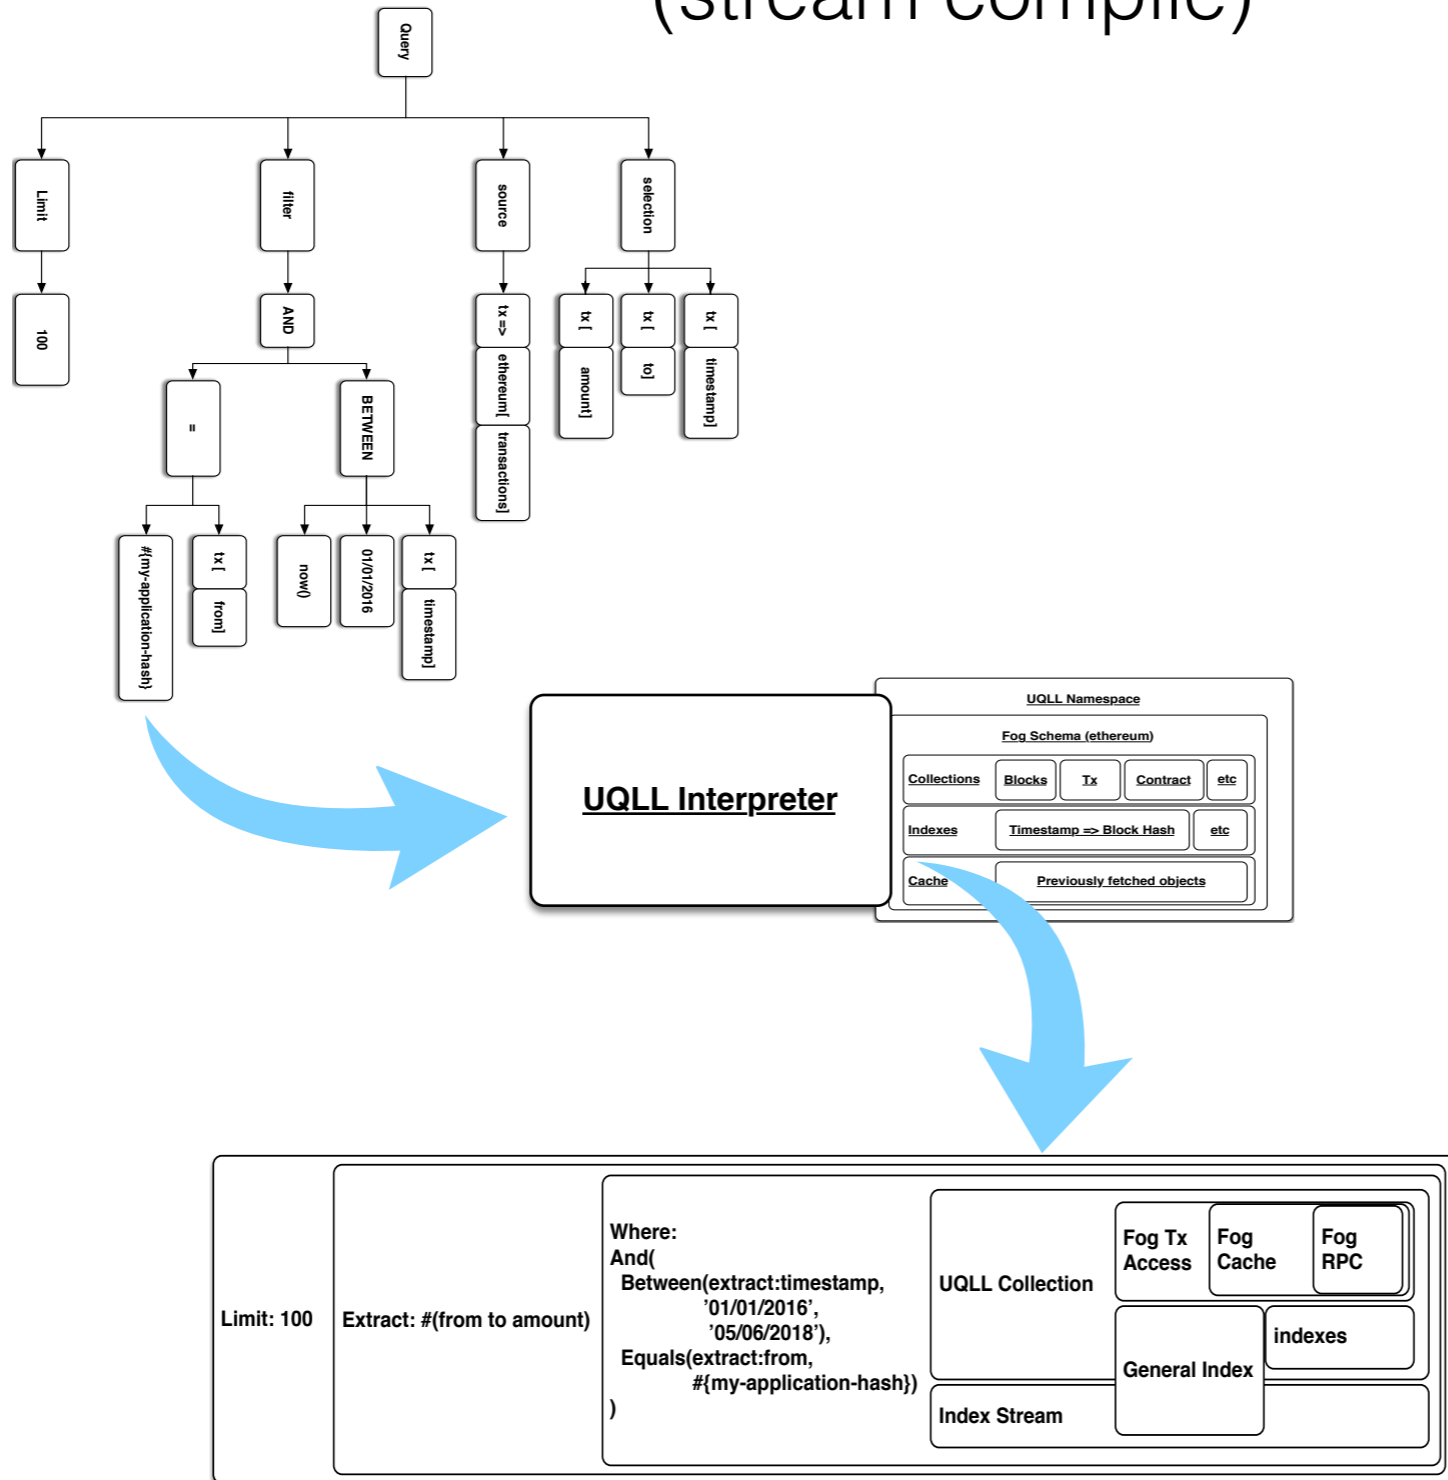 (stream compile)
Query
Limit
filter
source
selection
100
AND
tx =>
ethereum[
transactions]
tx [
amount]
tx [
to]
tx [
timestamp]
=
BETWEEN
#{my-application-hash}
tx [
from]
now()
01/01/2016
tx [
timestamp]
UQLL Interpreter
UQLL Namespace
Fog Schema (ethereum)
Collections Blocks Tx Contract etc
Indexes Timestamp => Block Hash etc
Cache Previously fetched objects
Limit: 100
Extract: #(from to amount)
Where:
And(
Between(extract:timestamp,
'01/01/2016',
'05/06/2018'),
Equals(extract:from,
#{my-application-hash})
)
UQLL Collection
Fog Tx
Access
Fog
Cache
Fog
RPC
General Index
indexes
Index Stream